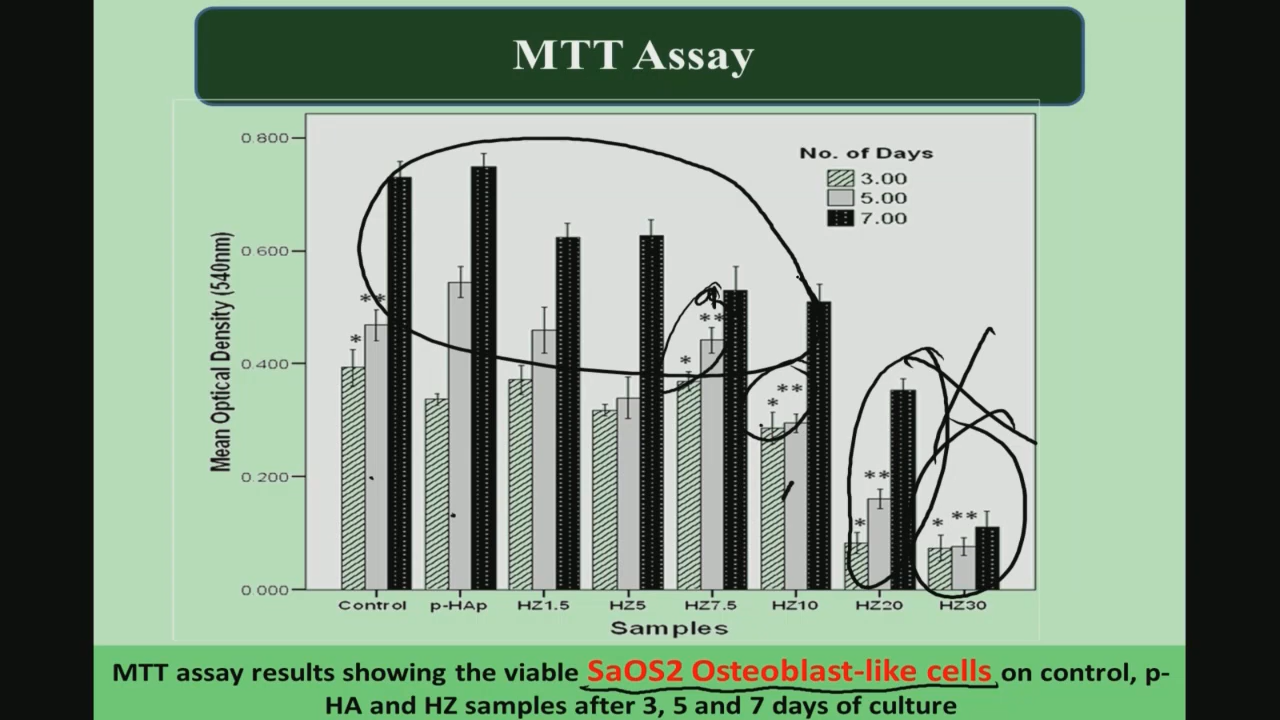 MTT Assay
No. of Days
3.00
5.00
7.00
Mean Optical Density (540nm)
0.800
0.600
0.400
0.200
0.000
* **
* **
* **
* **
* **
Control p-HAp HZ1.5 HZ5 HZ7.5 HZ10 HZ20 HZ30
Samples
MTT assay results showing the viable SaOS2 Osteoblast-like cells on control, p-
HA and HZ samples after 3, 5 and 7 days of culture